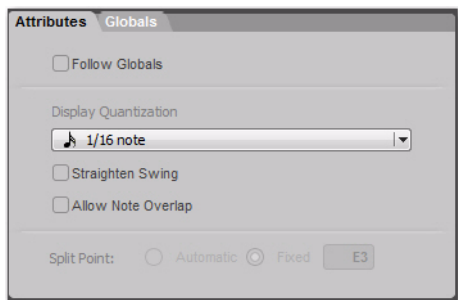 Attributes Globals
Follow Globals
Display Quantization
1/16 note
Straighten Swing
Allow Note Overlap
Split Point: Automatic Fixed E3